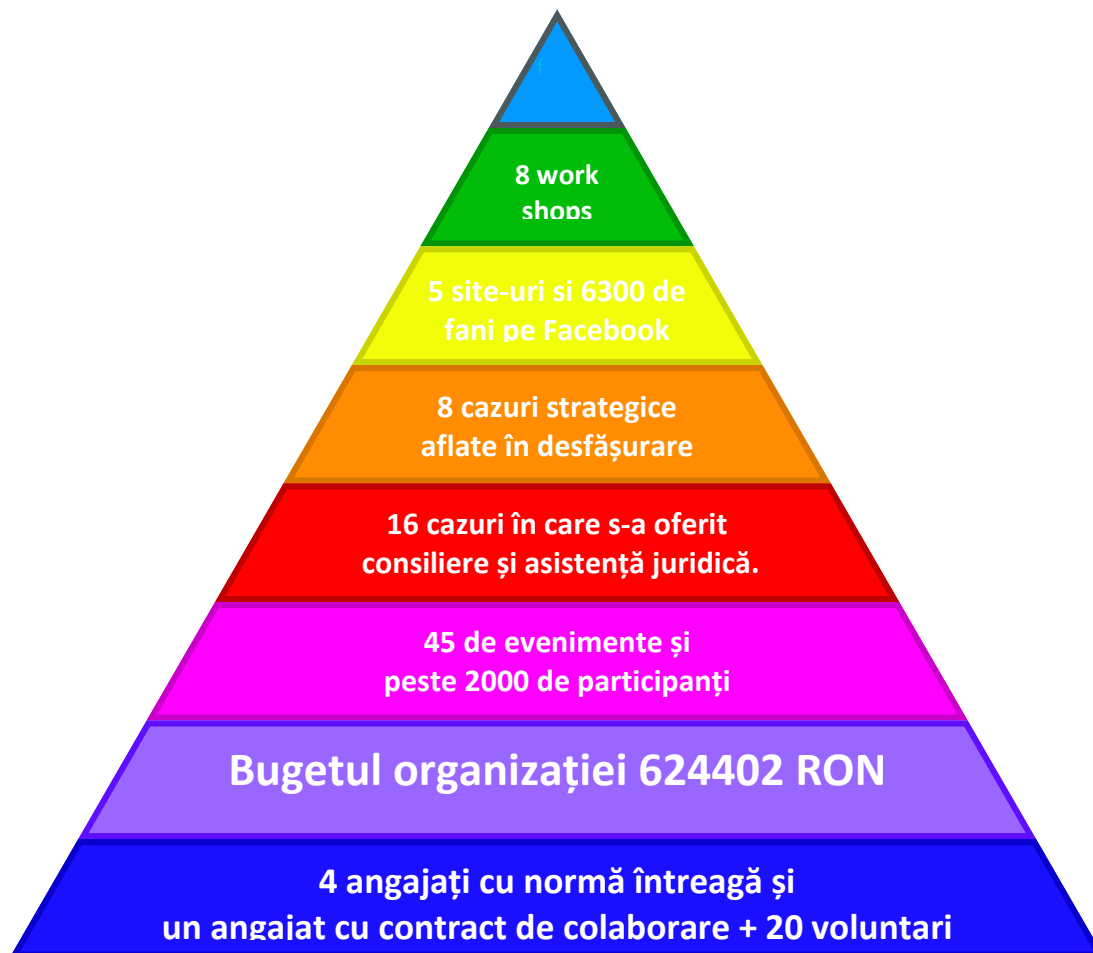 f
8 work
shops
5 site-uri si 6300 de
fani pe Facebook
8 cazuri strategice
aflate în desfășurare
16 cazuri în care s-a oferit
consiliere și asistență juridică.
45 de evenimente și
peste 2000 de participanți
Bugetul organizației 624402 RON
4 angajați cu normă întreagă și
un angajat cu contract de colaborare + 20 voluntari